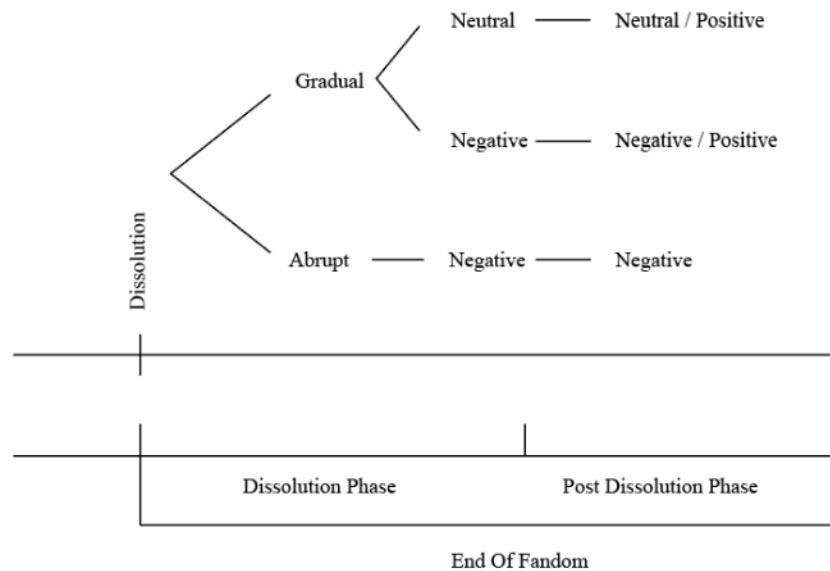 Neutral
Neutral / Positive
Gradual
Negative
Negative / Positive
Dissolution
Abrupt
Negative
Negative
Dissolution Phase
Post Dissolution Phase
End Of Fandom